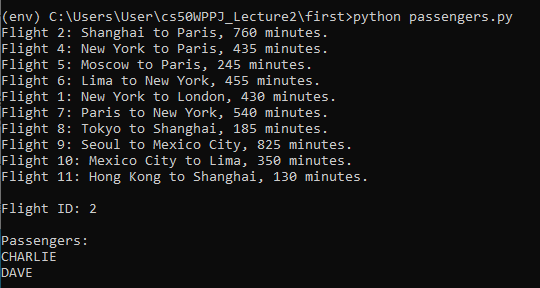 (env) C:\Users\User\cs50WPPJ_Lecture2\first>python passengers.py
Flight 2: Shanghai to Paris, 760 minutes.
Flight 4: New York to Paris, 435 minutes.
Flight 5: Moscow to Paris, 245 minutes.
Flight 6: Lima to New York, 455 minutes.
Flight 1: New York to London, 430 minutes.
Flight 7: Paris to New York, 540 minutes.
Flight 8: Tokyo to Shanghai, 185 minutes.
Flight 9: Seoul to Mexico City, 825 minutes.
Flight 10: Mexico City to Lima, 350 minutes.
Flight 11: Hong Kong to Shanghai, 130 minutes.
Flight ID: 2
Passengers:
CHARLIE
DAVE